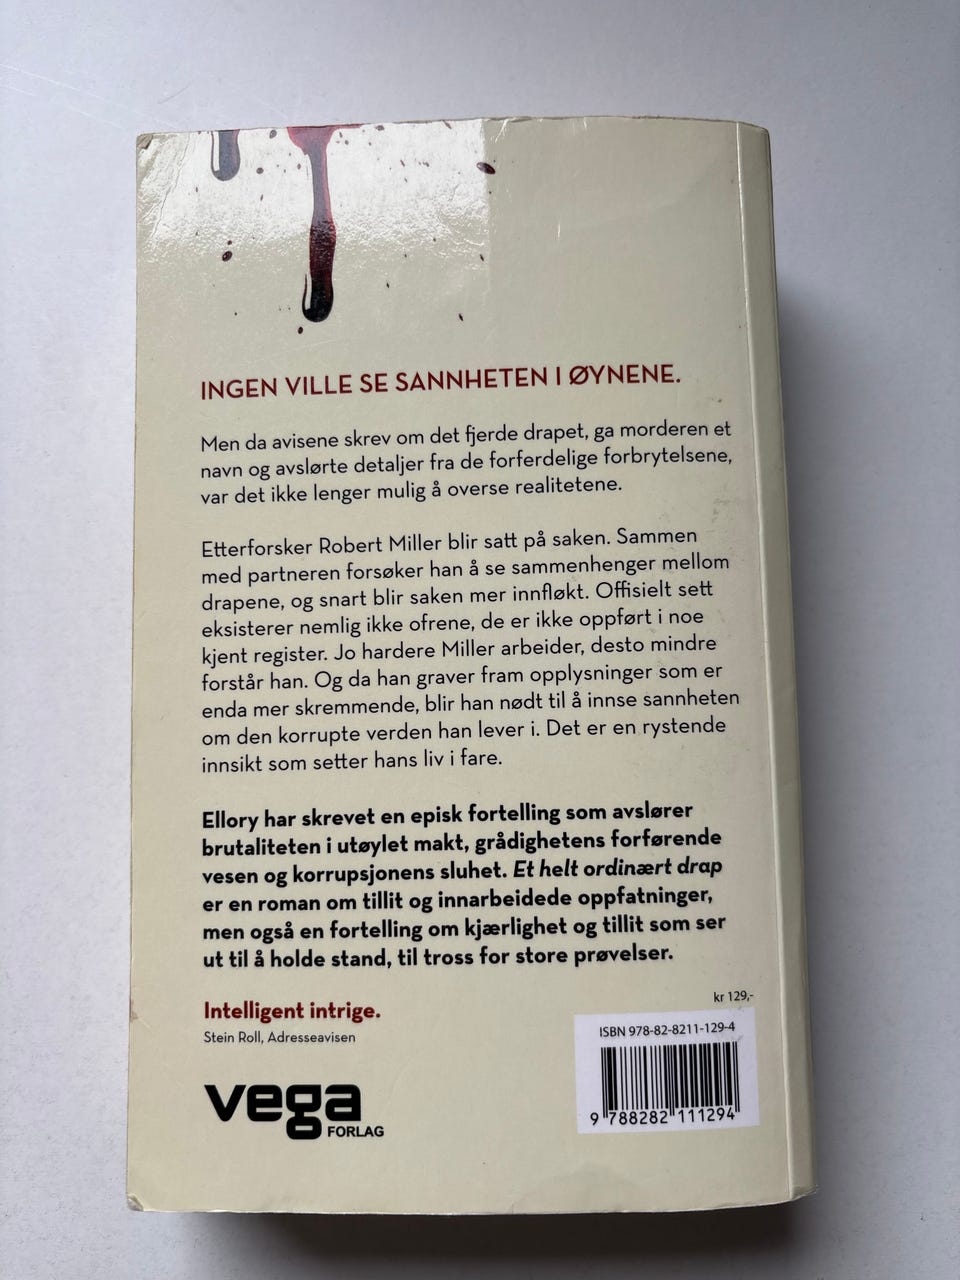 INGEN VILLE SE SANNHETEN I ØYNENE.
Men da avisene skrev om det fjerde drapet, ga morderen et
navn og avslørte detaljer fra de forferdelige forbrytelsene,
var det ikke lenger mulig å overse realitetene.
Etterforsker Robert Miller blir satt på saken. Sammen
med partneren forsøker han å se sammenhenger mellom
drapene, og snart blir saken mer innfløkt. Offisielt sett
eksisterer nemlig ikke ofrene, de er ikke oppført i noe
kjent register. Jo hardere Miller arbeider, desto mindre
forstår han. Og da han graver fram opplysninger som er
enda mer skremmende, blir han nødt til å innse sannheten
om den korrupte verden han lever i. Det er en rystende
innsikt som setter hans liv i fare.
Ellory har skrevet en episk fortelling som avslører
brutaliteten i utøylet makt, grådighetens forførende
vesen og korrupsjonens sluhet. Et helt ordinært drap
er en roman om tillit og innarbeidede oppfatninger,
men også en fortelling om kjærlighet og tillit som ser
ut til å holde stand, til tross for store prøvelser.
Intelligent intrige.
Stein Roll, Adresseavisen
kr 129,-
ISBN 978-82-8211-129-4
9 788282 111294
vega
FORLAG